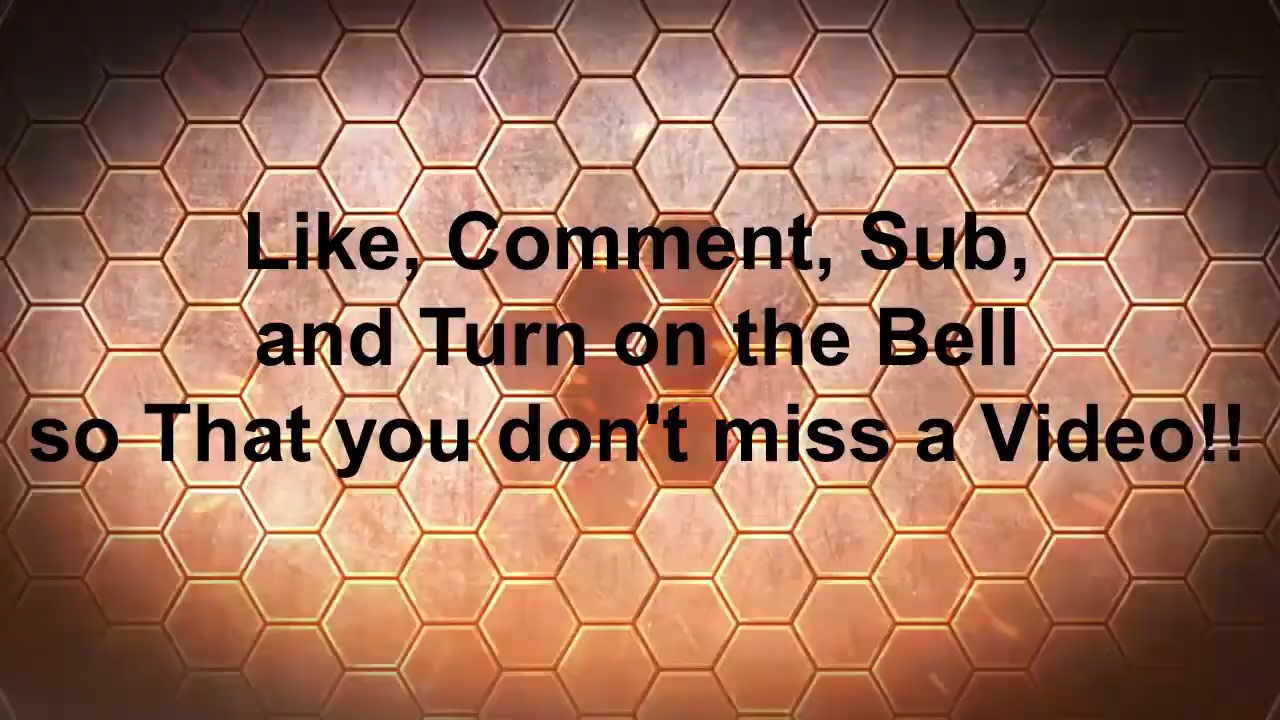 Like, Comment, Sub,
and Turn on the Bell
so That you don't miss a Video!!